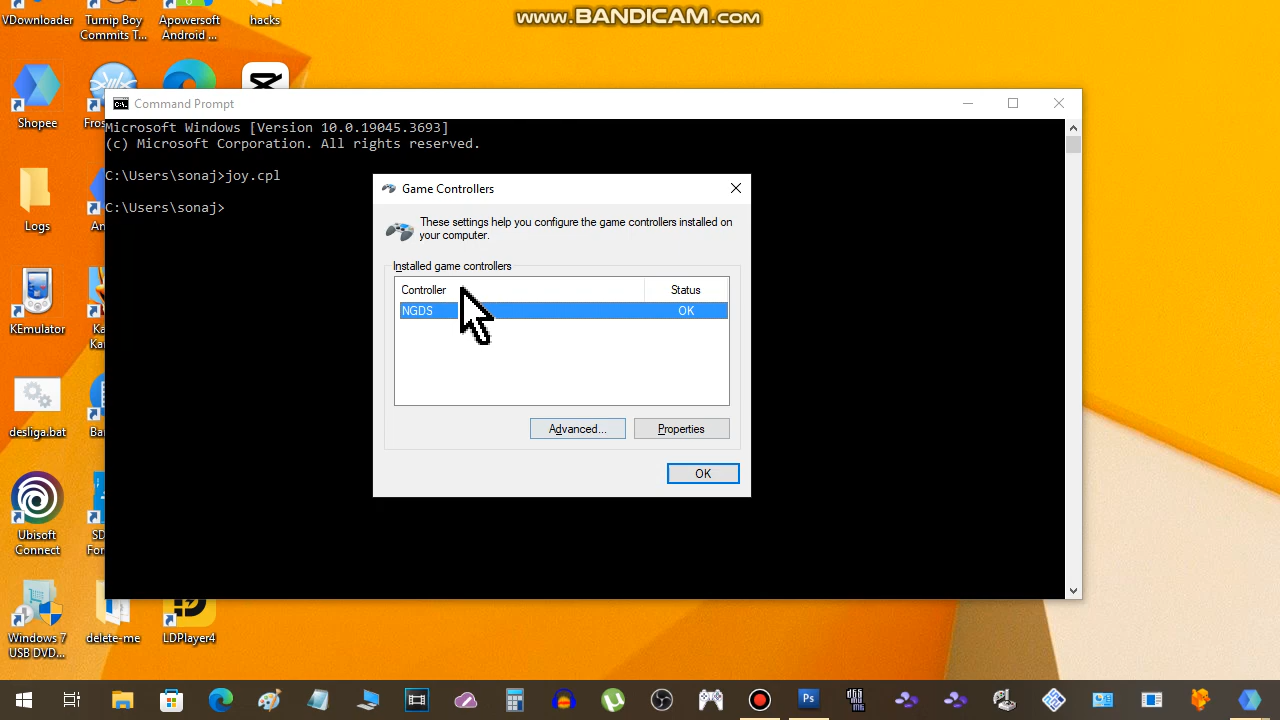 www.BANDICAM.com
VDownloader
Turnip Boy
Commits T...
Apowersoft
Android ...
hacks
Shopee
Command Prompt
Microsoft Windows [Version 10.0.19045.3693]
(c) Microsoft Corporation. All rights reserved.
C:\Users\sonaj>joy.cpl
C:\Users\sonaj>
Game Controllers
These settings help you configure the game controllers installed on
your computer.
Installed game controllers
Controller Status
NGDS OK
Advanced... Properties
OK
Logs
KEmulator
desliga.bat
Ubisoft
Connect
Windows 7
USB DVD...
delete-me
LDPlayer4
Ps